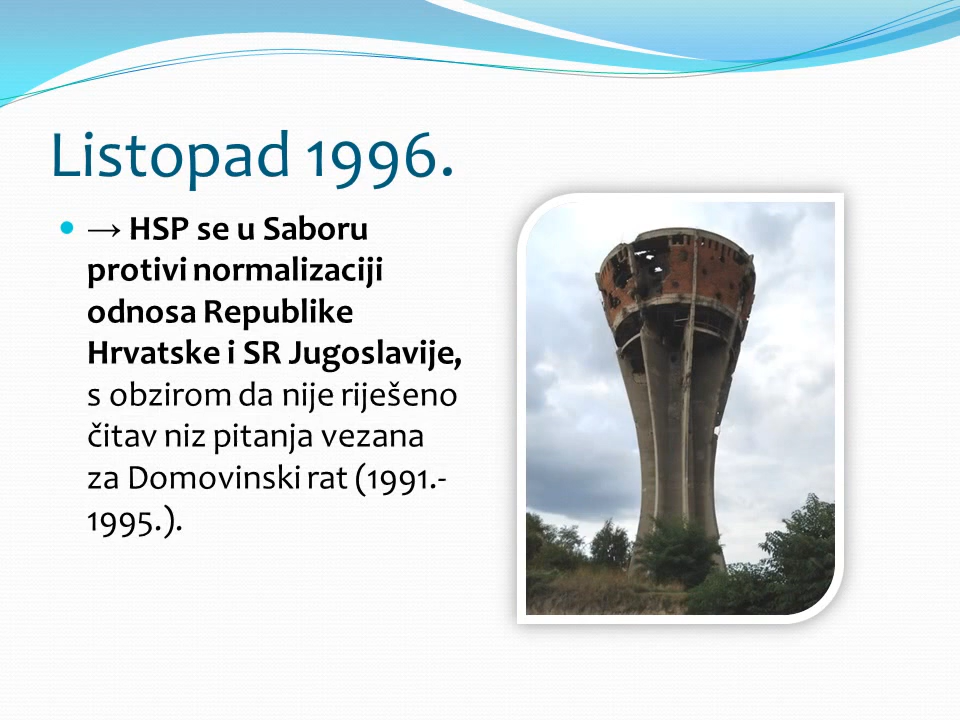 Listopad 1996.
→ HSP se u Saboru
protivi normalizaciji
odnosa Republike
Hrvatske i SR Jugoslavije,
s obzirom da nije riješeno
čitav niz pitanja vezana
za Domovinski rat (1991.-
1995.).